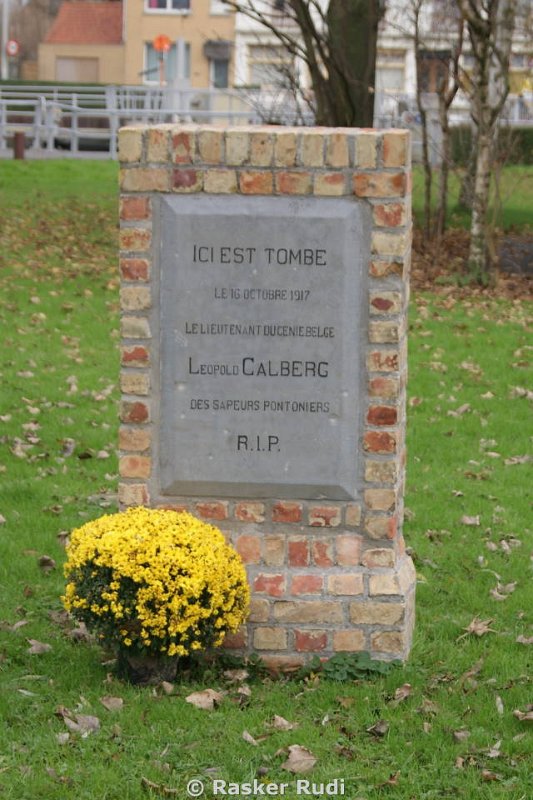 ICI EST TOMBE
LE 16 OCTOBRE 1917
LE LIEUTENANT DU GENIE BELGE
LEOPOLD CALBERG
DES SAPEURS PONTONIERS
R.I.P.
© Rasker Rudi